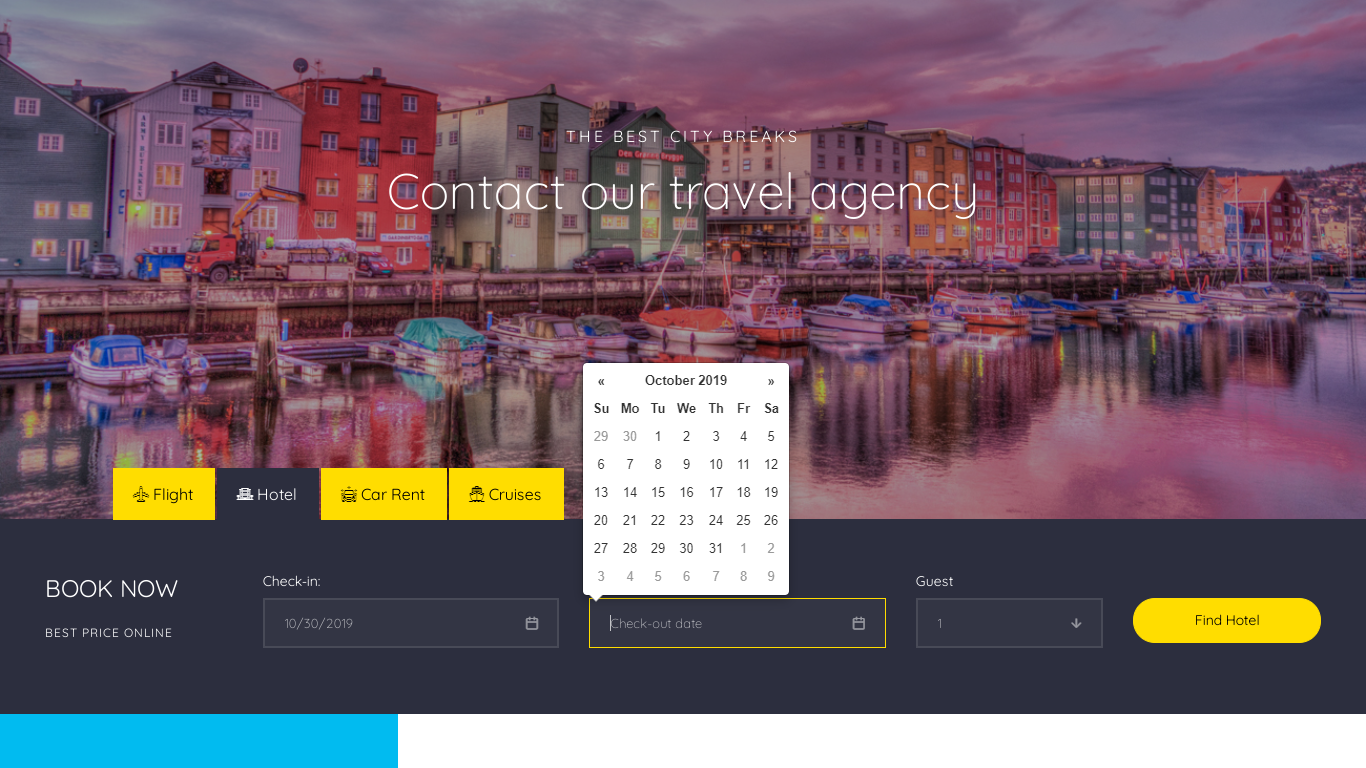 THE BEST CITY BREAKS
Den Grønne Brygge
Contact our travel agency
« October 2019 »
Su Mo Tu We Th Fr Sa
29 30 1 2 3 4 5
6 7 8 9 10 11 12
13 14 15 16 17 18 19
20 21 22 23 24 25 26
27 28 29 30 31 1 2
3 4 5 6 7 8 9
Flight Hotel Car Rent Cruises
BOOK NOW
BEST PRICE ONLINE
Check-in:
10/30/2019
Check-out date
Guest
1
Find Hotel